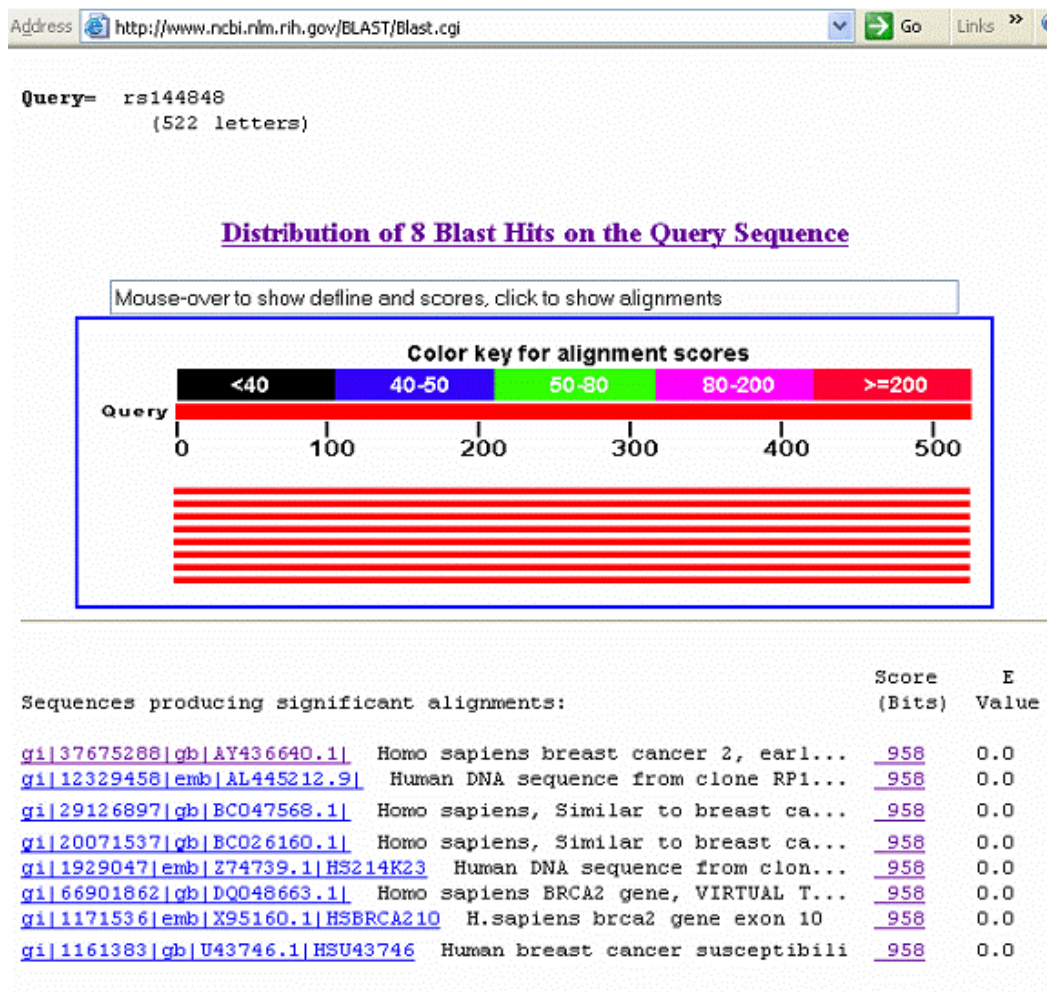 Address http://www.ncbi.nlm.rih.gov/BLAST/Blast.cgi Go Links »
Query= rs144848
(522 letters)
Distribution of 8 Blast Hits on the Query Sequence
Mouse-over to show defline and scores, click to show alignments
Color key for alignment scores
<40 40-50 50-80 80-200 >=200
Query
0 100 200 300 400 500
Score E
Sequences producing significant alignments: (Bits) Value
gi|37675288|gb|AY436640.1| Homo sapiens breast cancer 2, earl... 958 0.0
gi|12329458|emb|AL445212.9| Human DNA sequence from clone RP1... 958 0.0
gi|29126897|gb|BC047568.1| Homo sapiens, Similar to breast ca... 958 0.0
gi|20071537|gb|BC026160.1| Homo sapiens, Similar to breast ca... 958 0.0
gi|1929047|emb|Z74739.1|HS214K23 Human DNA sequence from clon... 958 0.0
gi|66901862|gb|DQ048663.1| Homo sapiens BRCA2 gene, VIRTUAL T... 958 0.0
gi|1171536|emb|X95160.1|HSBRCA210 H.sapiens brca2 gene exon 10 958 0.0
gi|1161383|gb|U43746.1|HSU43746 Human breast cancer susceptibili 958 0.0